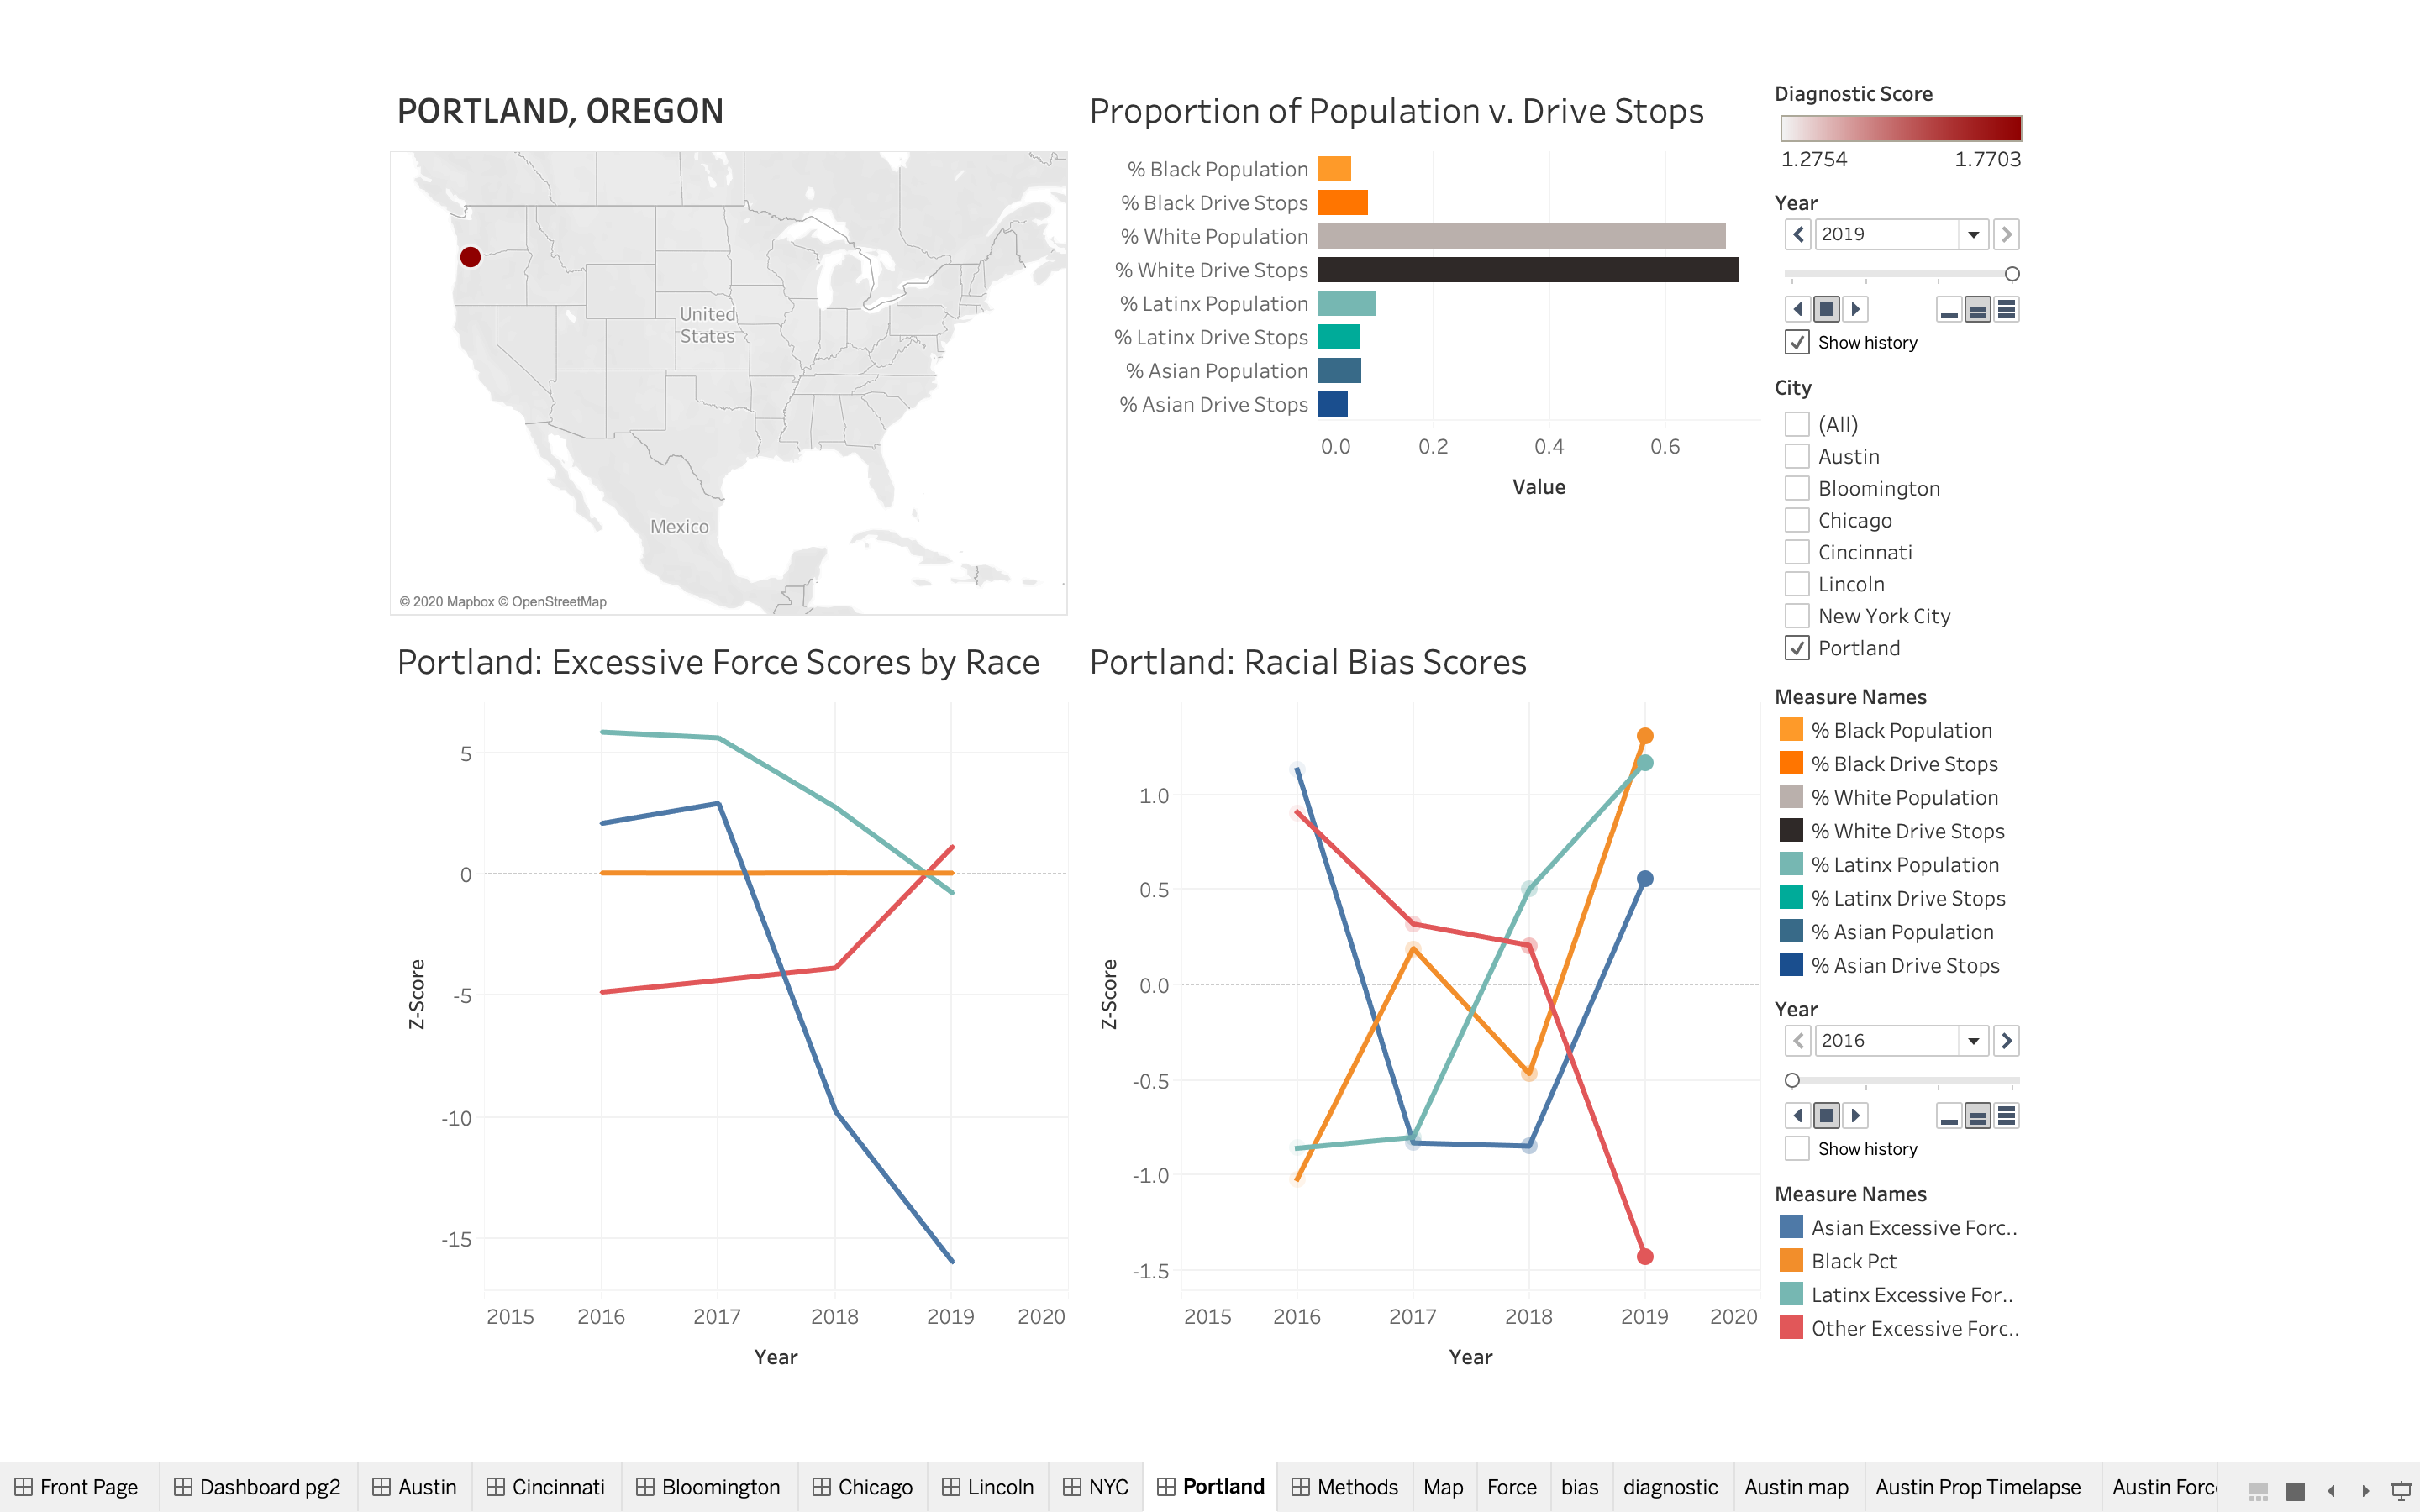 PORTLAND, OREGON
United
States
Mexico
© 2020 Mapbox © OpenStreetMap
Proportion of Population v. Drive Stops
% Black Population
% Black Drive Stops
% White Population
% White Drive Stops
% Latinx Population
% Latinx Drive Stops
% Asian Population
% Asian Drive Stops
0.0 0.2 0.4 0.6
Value
Portland: Excessive Force Scores by Race
5
0
-5
-10
-15
Z-Score
2015 2016 2017 2018 2019 2020
Year
Portland: Racial Bias Scores
1.0
0.5
0.0
-0.5
-1.0
-1.5
Z-Score
2015 2016 2017 2018 2019 2020
Year
Diagnostic Score
1.2754 1.7703
Year
2019
Show history
City
(All)
Austin
Bloomington
Chicago
Cincinnati
Lincoln
New York City
Portland
Measure Names
% Black Population
% Black Drive Stops
% White Population
% White Drive Stops
% Latinx Population
% Latinx Drive Stops
% Asian Population
% Asian Drive Stops
Year
2016
Show history
Measure Names
Asian Excessive Forc..
Black Pct
Latinx Excessive For..
Other Excessive Forc..
Front Page Dashboard pg2 Austin Cincinnati Bloomington Chicago Lincoln NYC Portland Methods Map Force bias diagnostic Austin map Austin Prop Timelapse Austin Forc